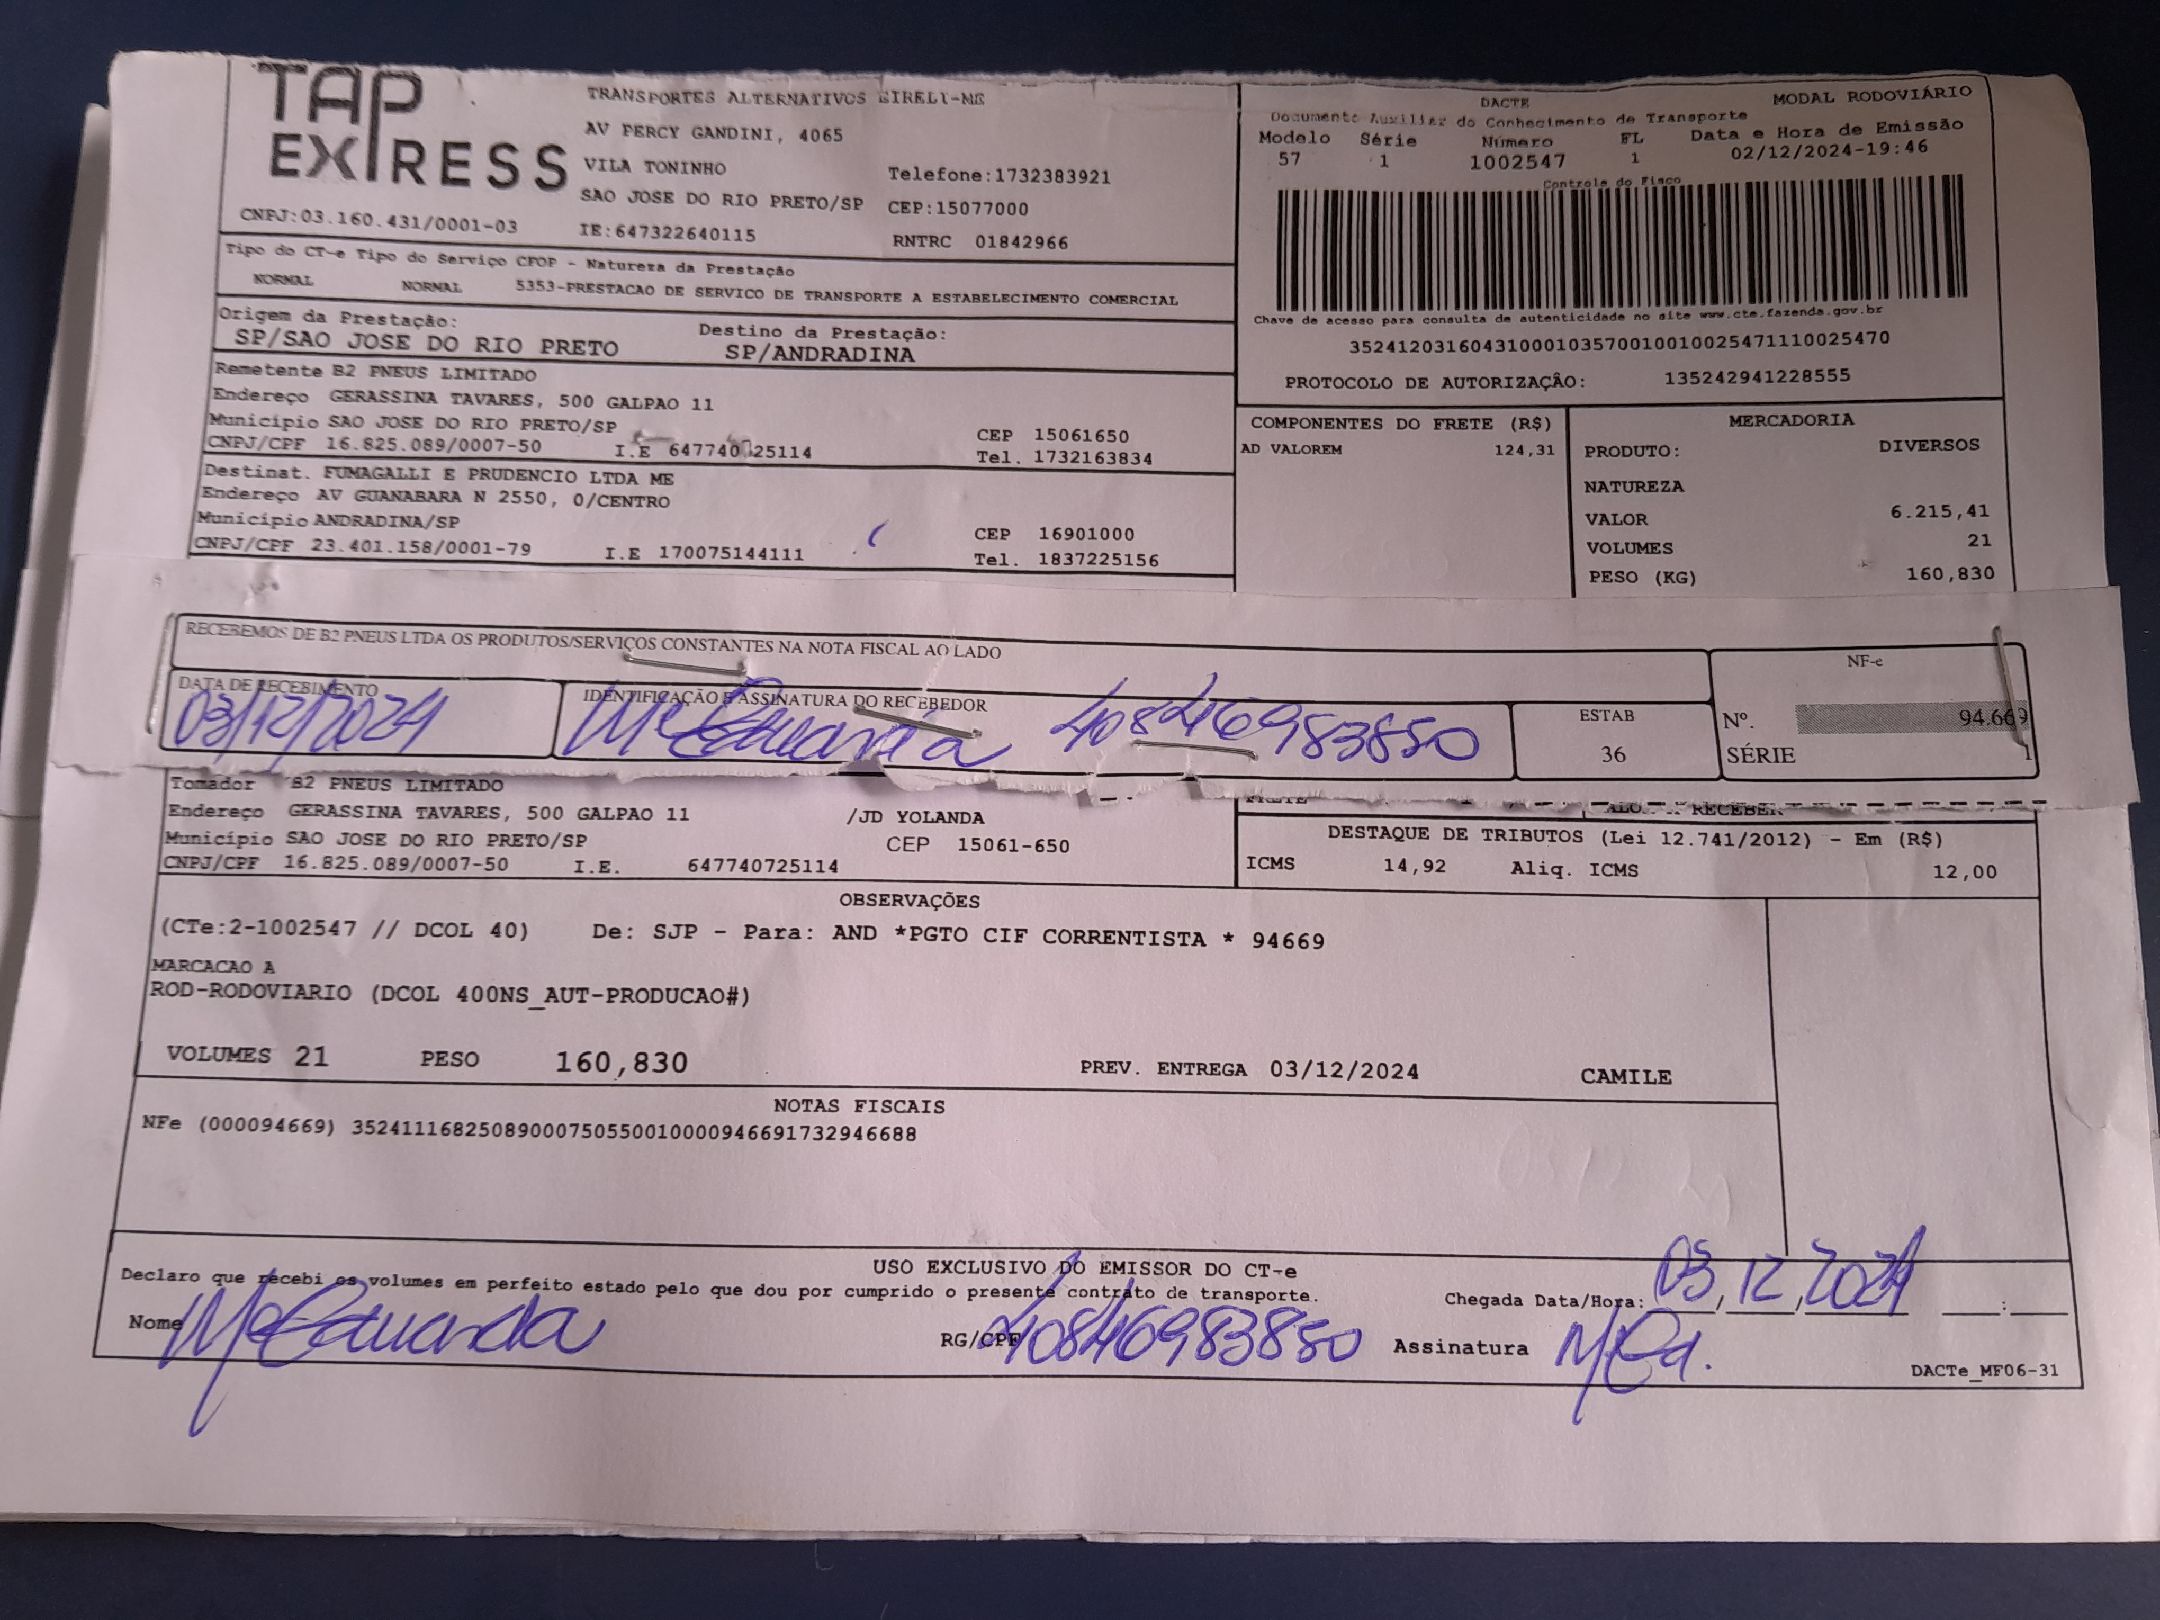 TAP EXPRESS
TRANSPORTES ALTERNATIVOS EIRELI-ME
AV PERCY GANDINI, 4065
VILA TONINHO
Telefone:1732383921
SAO JOSE DO RIO PRETO/SP CEP:15077000
CNPJ:03.160.431/0001-03 IE:647322640115 RNTRC 01842966
DACTE MODAL RODOVIÁRIO
Documento Auxiliar do Conhecimento de Transporte
Modelo Série Número FL Data e Hora de Emissão
57 1 1002547 1 02/12/2024-19:46
Controle do Fisco
Chave de acesso para consulta de autenticidade no site www.cte.fazenda.gov.br
35241203160431000103570010010025471110025470
PROTOCOLO DE AUTORIZAÇÃO: 135242941228555
Tipo do CT-e Tipo do Serviço CFOP - Natureza da Prestação
NORMAL NORMAL 5353-PRESTACAO DE SERVICO DE TRANSPORTE A ESTABELECIMENTO COMERCIAL
Origem da Prestação: Destino da Prestação:
SP/SAO JOSE DO RIO PRETO SP/ANDRADINA
Remetente B2 PNEUS LIMITADO
Endereço GERASSINA TAVARES, 500 GALPAO 11
Município SAO JOSE DO RIO PRETO/SP CEP 15061650
CNPJ/CPF 16.825.089/0007-50 I.E 647740725114 Tel. 1732163834
Destinat. FUMAGALLI E PRUDENCIO LTDA ME
Endereço AV GUANABARA N 2550, 0/CENTRO
Município ANDRADINA/SP CEP 16901000
CNPJ/CPF 23.401.158/0001-79 I.E 170075144111 Tel. 1837225156
COMPONENTES DO FRETE (R$)
AD VALOREM 124,31
MERCADORIA
PRODUTO: DIVERSOS
NATUREZA
VALOR 6.215,41
VOLUMES 21
PESO (KG) 160,830
RECEBEMOS DE B2 PNEUS LTDA OS PRODUTOS/SERVIÇOS CONSTANTES NA NOTA FISCAL AO LADO
DATA DE RECEBIMENTO
03/12/2024
IDENTIFICAÇÃO E ASSINATURA DO RECEBEDOR
Mª Eduarda 40846983850
ESTAB
36
NF-e
Nº. 94.669
SÉRIE 1
Tomador B2 PNEUS LIMITADO
Endereço GERASSINA TAVARES, 500 GALPAO 11 /JD YOLANDA
Município SAO JOSE DO RIO PRETO/SP CEP 15061-650
CNPJ/CPF 16.825.089/0007-50 I.E. 647740725114
FRETE RECEBER
DESTAQUE DE TRIBUTOS (Lei 12.741/2012) - Em (R$)
ICMS 14,92 Aliq. ICMS 12,00
OBSERVAÇÕES
(CTe:2-1002547 // DCOL 40) De: SJP - Para: AND *PGTO CIF CORRENTISTA * 94669
MARCACAO A
ROD-RODOVIARIO (DCOL 400NS_AUT-PRODUCAO#)
VOLUMES 21 PESO 160,830 PREV. ENTREGA 03/12/2024 CAMILE
NOTAS FISCAIS
NFe (000094669) 35241116825089000750550010000946691732946688
USO EXCLUSIVO DO EMISSOR DO CT-e
Declaro que recebi os volumes em perfeito estado pelo que dou por cumprido o presente contrato de transporte.
Chegada Data/Hora: 03/12/2024 __:__
Nome Mª Eduarda RG/CPF 40846983850 Assinatura
DACTe_MF06-31